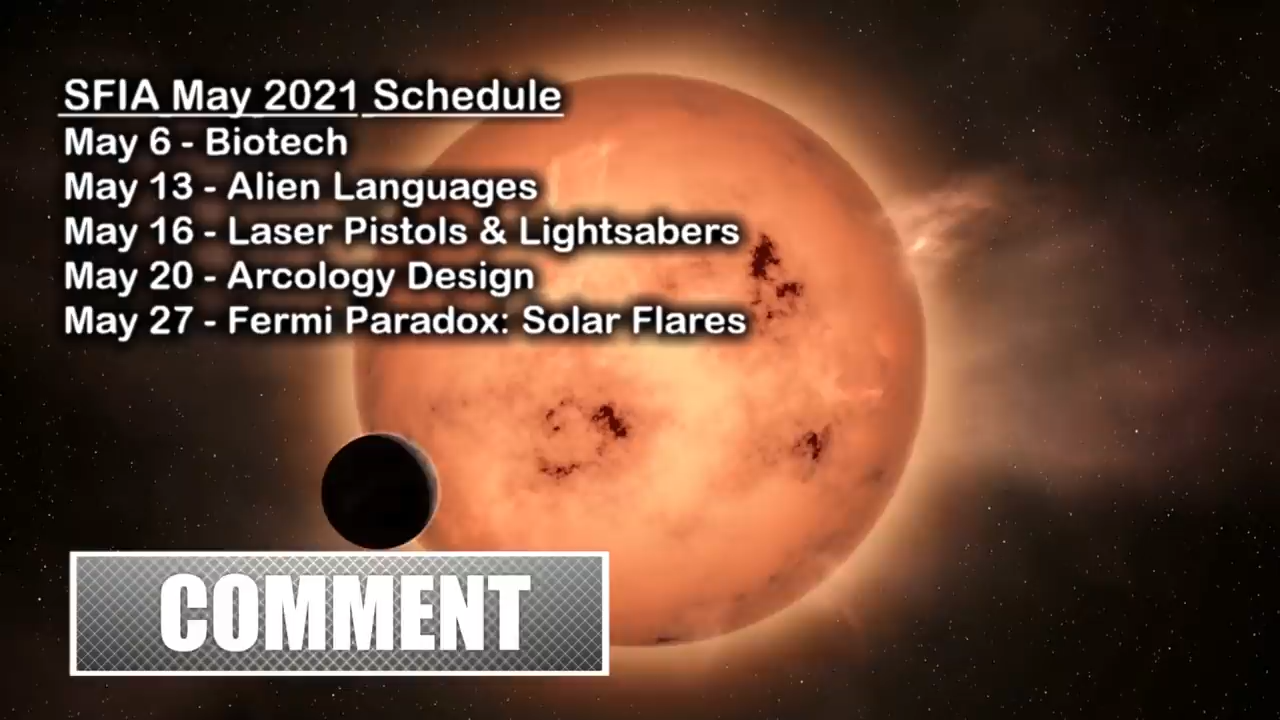 SFIA May 2021 Schedule
May 6 - Biotech
May 13 - Alien Languages
May 16 - Laser Pistols & Lightsabers
May 20 - Arcology Design
May 27 - Fermi Paradox: Solar Flares
COMMENT